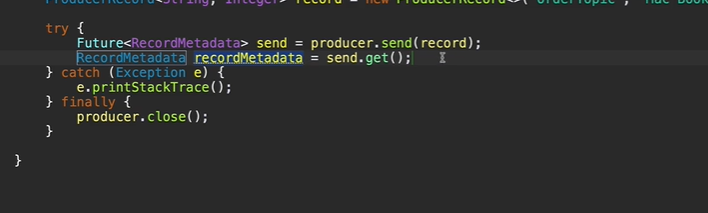 ProducerRecord<String, Integer> record = new ProducerRecord<>("OrderTopic", "Mac Book
try {
Future<RecordMetadata> send = producer.send(record);
RecordMetadata recordMetadata = send.get();
} catch (Exception e) {
e.printStackTrace();
} finally {
producer.close();
}
}